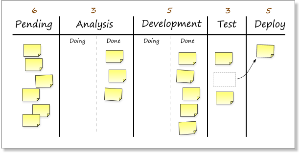 6 3 5 3 5
Pending Analysis Development Test Deploy
Doing Done Doing Done